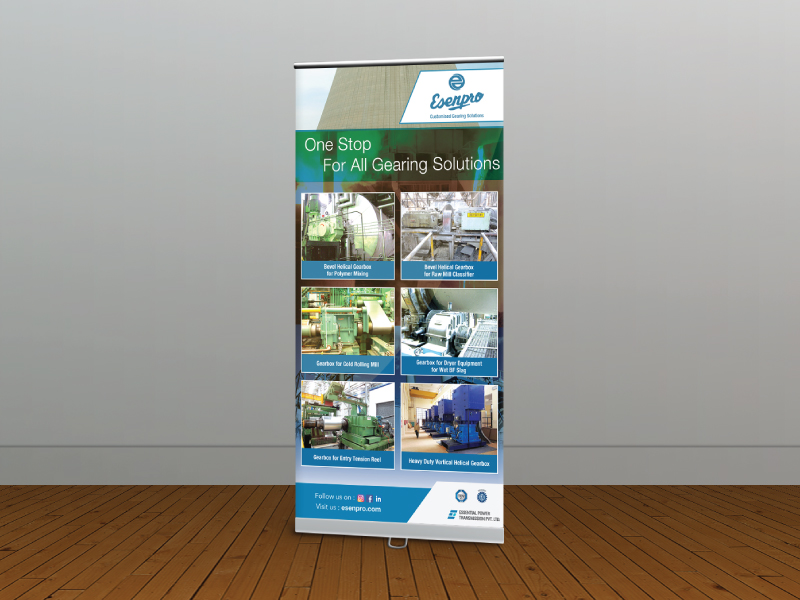 Esenpro
Customised Gearing Solutions
One Stop
For All Gearing Solutions
Bevel Helical Gearbox
for Polymer Mixing
Bevel Helical Gearbox
for Raw Mill Classifier
Gearbox for Cold Rolling Mill
Gearbox for Dryer Equipment
for Wet BF Slag
Gearbox for Entry Tension Reel
Heavy Duty Vertical Helical Gearbox
Follow us on :
Visit us : esenpro.com
ESSENTIAL POWER
TRANSMISSION PVT. LTD.